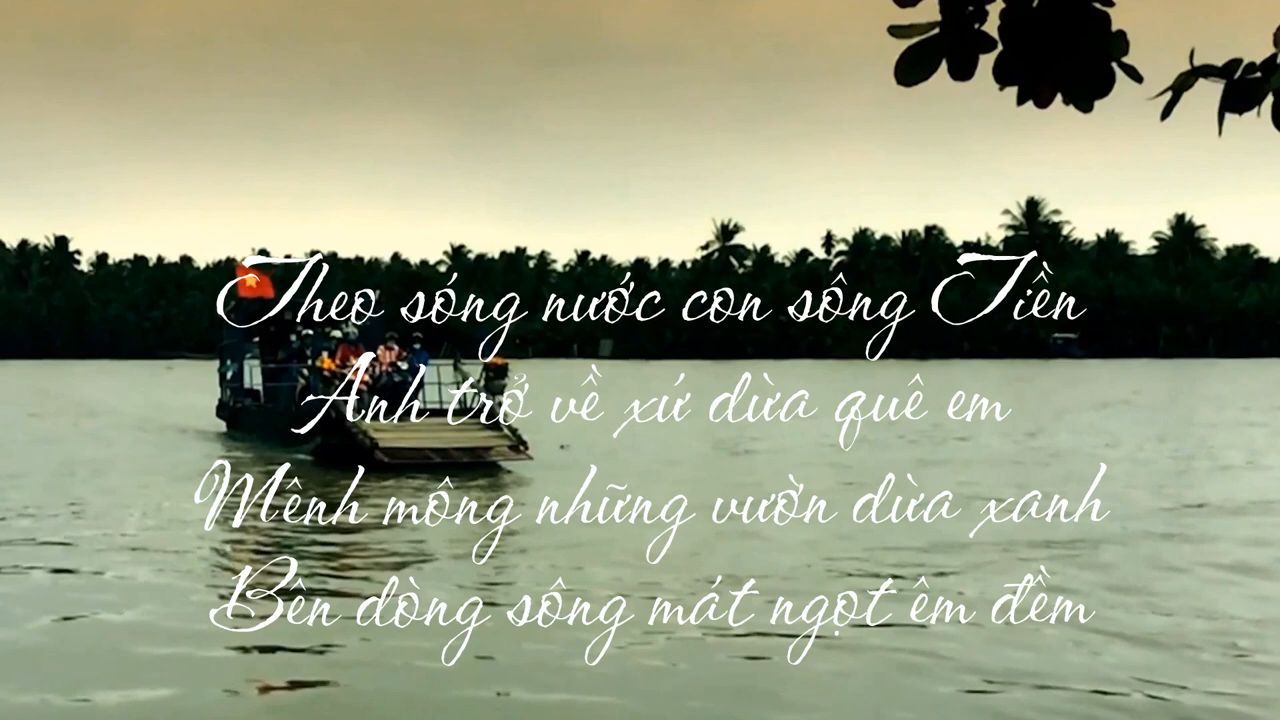 Theo sóng nước con sông Tiền
Anh trở về xứ dừa quê em
Mênh mông những vườn dừa xanh
Bên dòng sông mát ngọt êm đềm